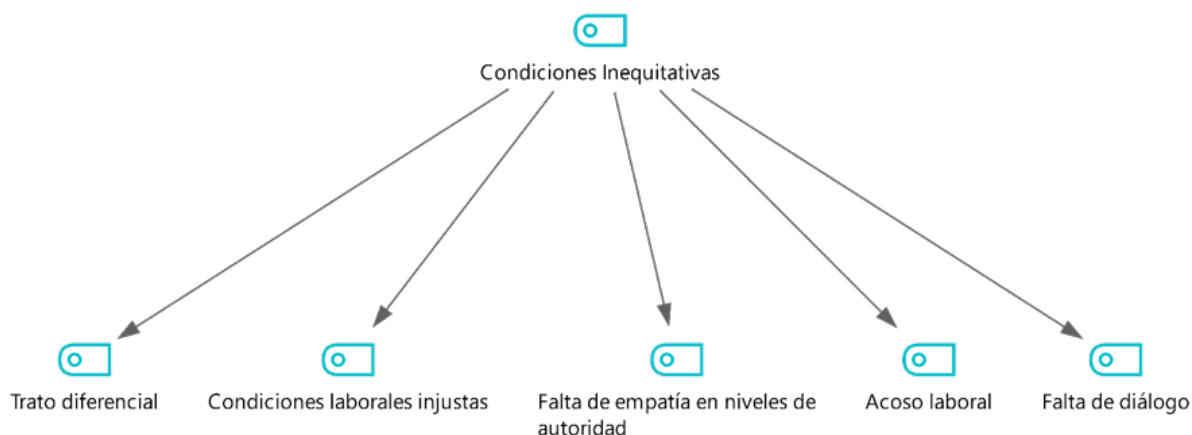 Condiciones Inequitativas
Trato diferencial
Condiciones laborales injustas
Falta de empatía en niveles de
autoridad
Acoso laboral
Falta de diálogo